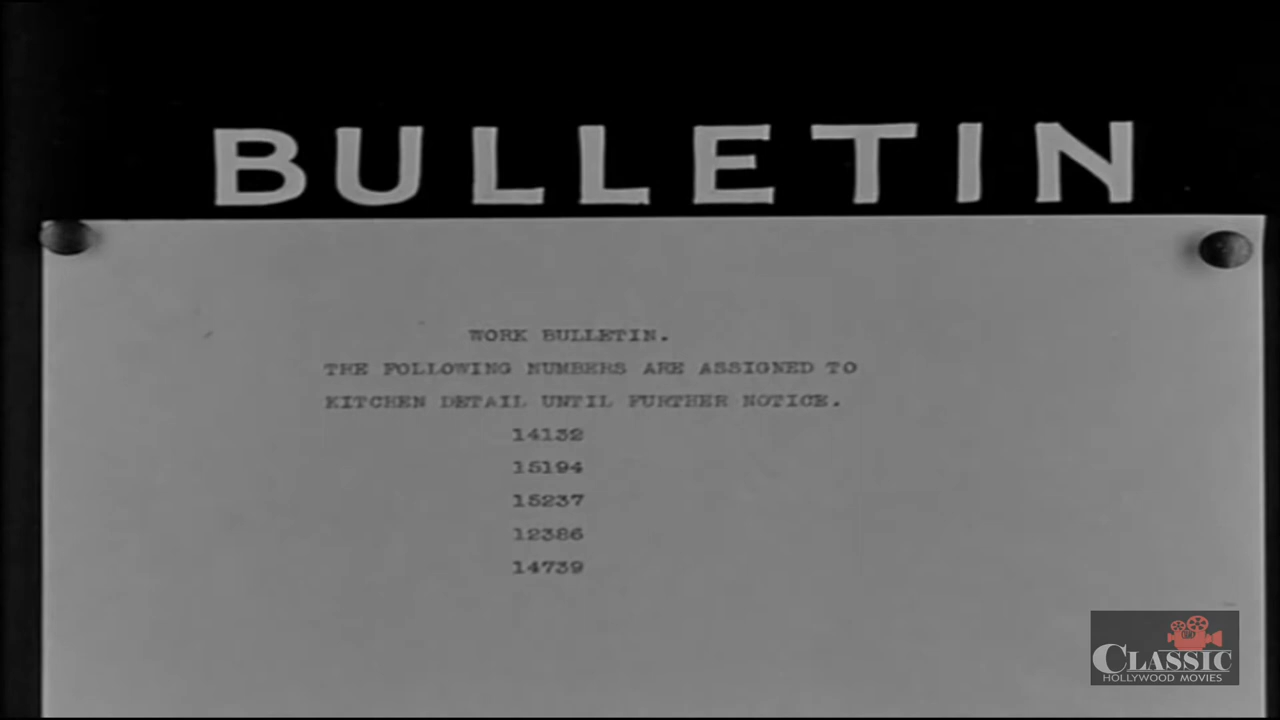 BULLETIN
WORK BULLETIN.
THE FOLLOWING NUMBERS ARE ASSIGNED TO
KITCHEN DETAIL UNTIL FURTHER NOTICE.
14132
15194
15237
12386
14739
CLASSIC
HOLLYWOOD MOVIES